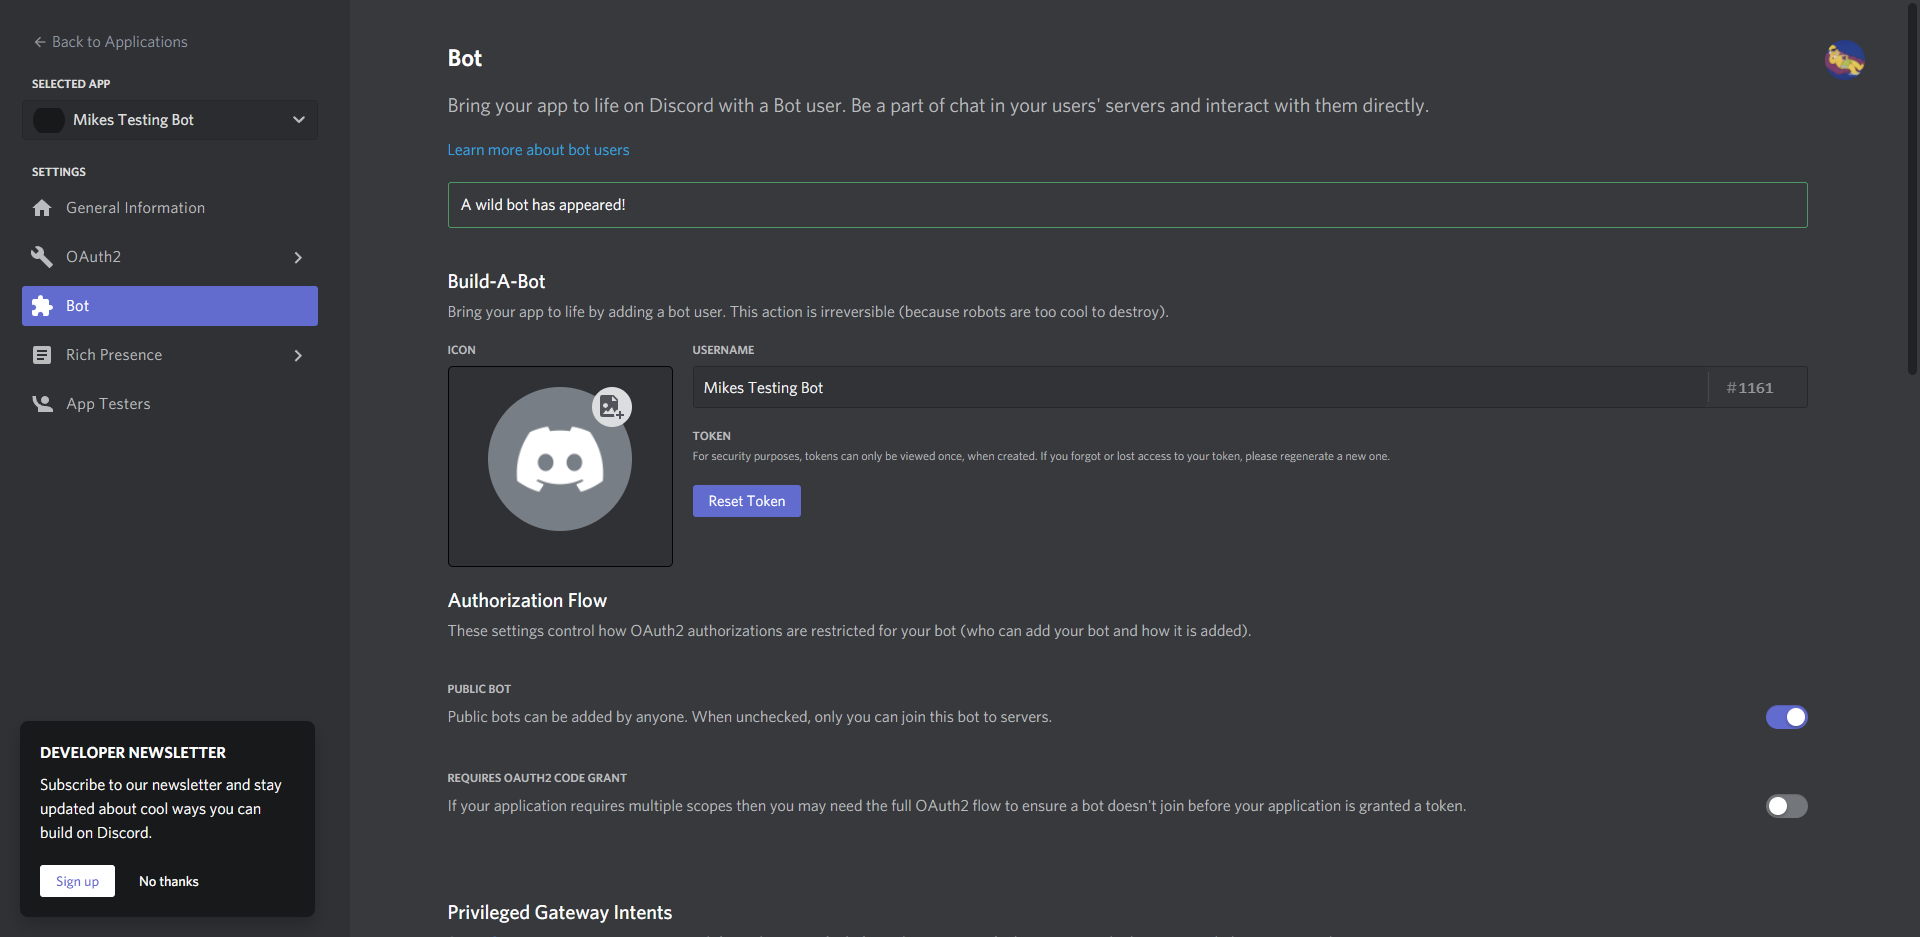 Back to Applications
SELECTED APP
Mikes Testing Bot
SETTINGS
General Information
OAuth2
Bot
Rich Presence
App Testers
DEVELOPER NEWSLETTER
Subscribe to our newsletter and stay
updated about cool ways you can
build on Discord.
Sign up
No thanks
Bot
Bring your app to life on Discord with a Bot user. Be a part of chat in your users' servers and interact with them directly.
Learn more about bot users
A wild bot has appeared!
Build-A-Bot
Bring your app to life by adding a bot user. This action is irreversible (because robots are too cool to destroy).
ICON
USERNAME
Mikes Testing Bot
#1161
TOKEN
For security purposes, tokens can only be viewed once, when created. If you forgot or lost access to your token, please regenerate a new one.
Reset Token
Authorization Flow
These settings control how OAuth2 authorizations are restricted for your bot (who can add your bot and how it is added).
PUBLIC BOT
Public bots can be added by anyone. When unchecked, only you can join this bot to servers.
REQUIRES OAUTH2 CODE GRANT
If your application requires multiple scopes then you may need the full OAuth2 flow to ensure a bot doesn't join before your application is granted a token.
Privileged Gateway Intents